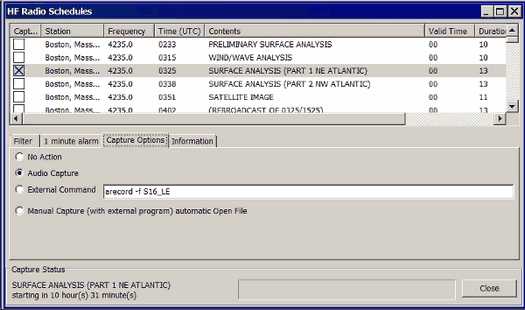 HF Radio Schedules
Capt... Station Frequency Time (UTC) Contents Valid Time Duratio
Boston, Mass... 4235.0 0233 PRELIMINARY SURFACE ANALYSIS 00 10
Boston, Mass... 4235.0 0315 WIND/WAVE ANALYSIS 00 10
Boston, Mass... 4235.0 0325 SURFACE ANALYSIS (PART 1 NE ATLANTIC) 00 13
Boston, Mass... 4235.0 0338 SURFACE ANALYSIS (PART 2 NW ATLANTIC) 00 13
Boston, Mass... 4235.0 0351 SATELLITE IMAGE 00 11
Boston, Mass... 4235.0 0402 (REBROADCAST OF 0325/1525) 00 13
Filter 1 minute alarm Capture Options Information
No Action
Audio Capture
External Command arecord -f S16_LE
Manual Capture (with external program) automatic Open File
Capture Status
SURFACE ANALYSIS (PART 1 NE ATLANTIC)
starting in 10 hour(s) 31 minute(s)
Close